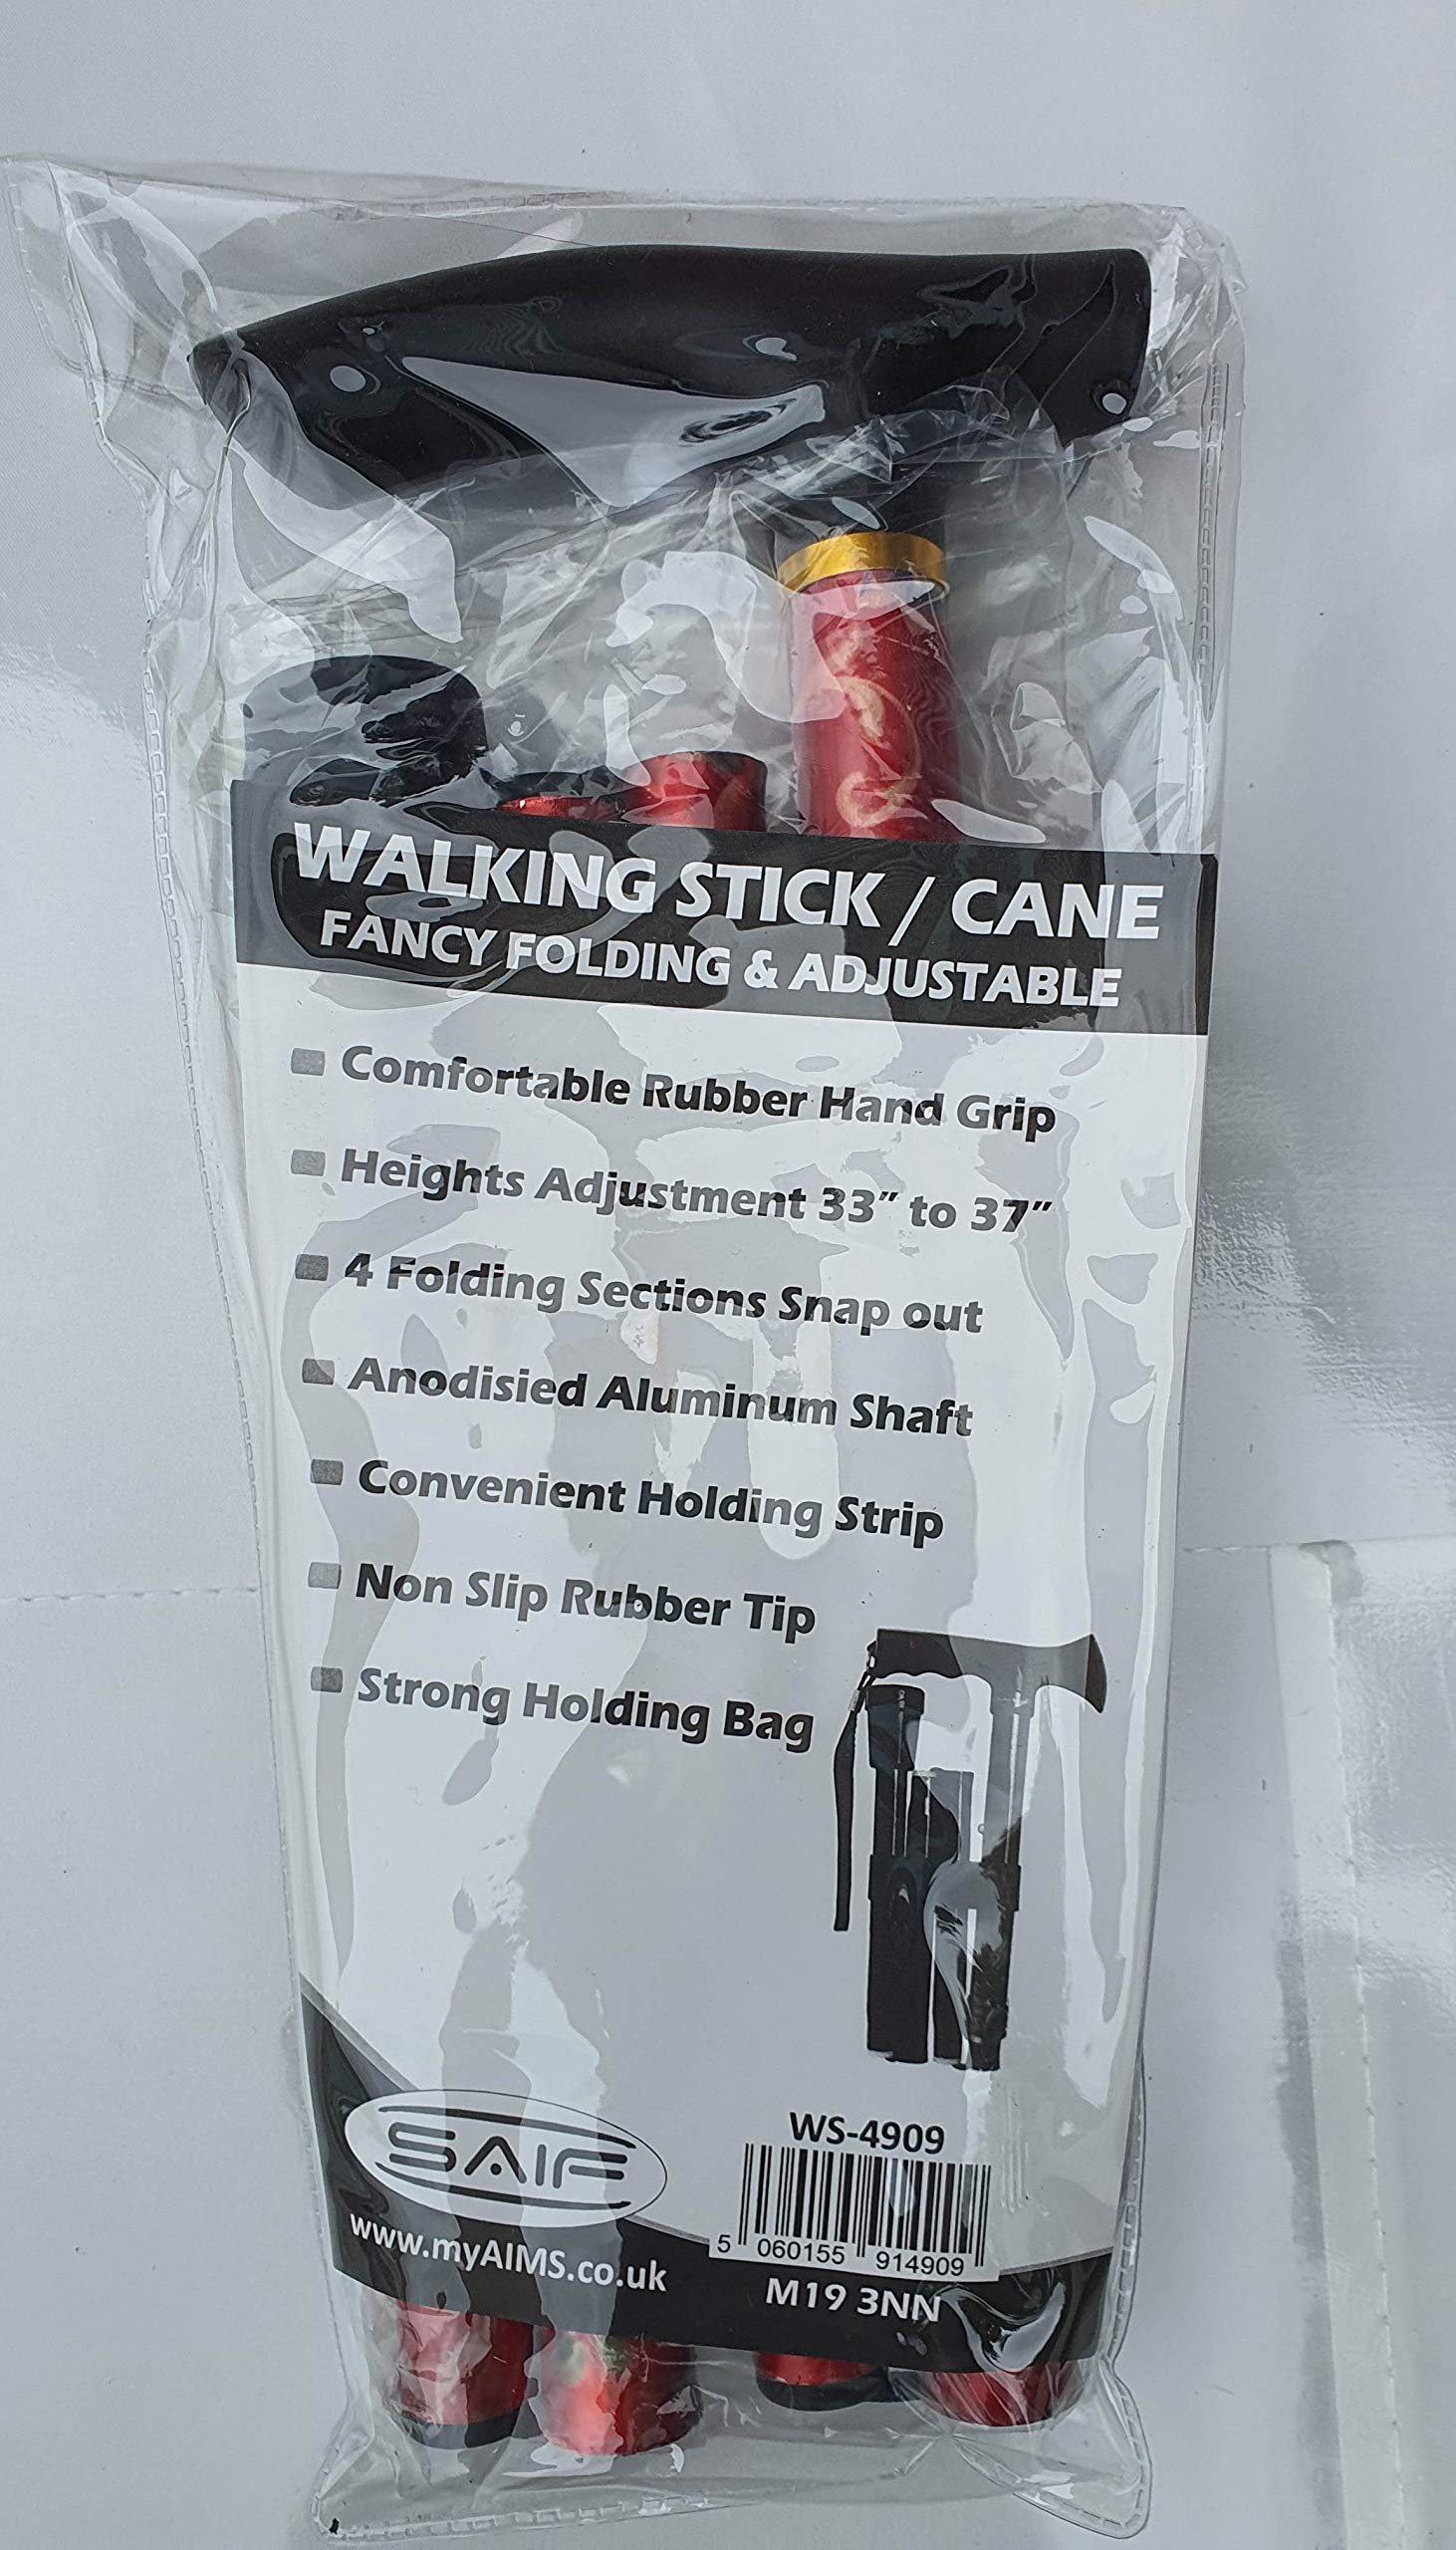 WALKING STICK / CANE
FANCY FOLDING & ADJUSTABLE
Comfortable Rubber Hand Grip
Heights Adjustment 33” to 37”
4 Folding Sections Snap out
Anodisied Aluminum Shaft
Convenient Holding Strip
Non Slip Rubber Tip
Strong Holding Bag
SAIF
www.myAIMS.co.uk
WS-4909
5 060155 914909
M19 3NN